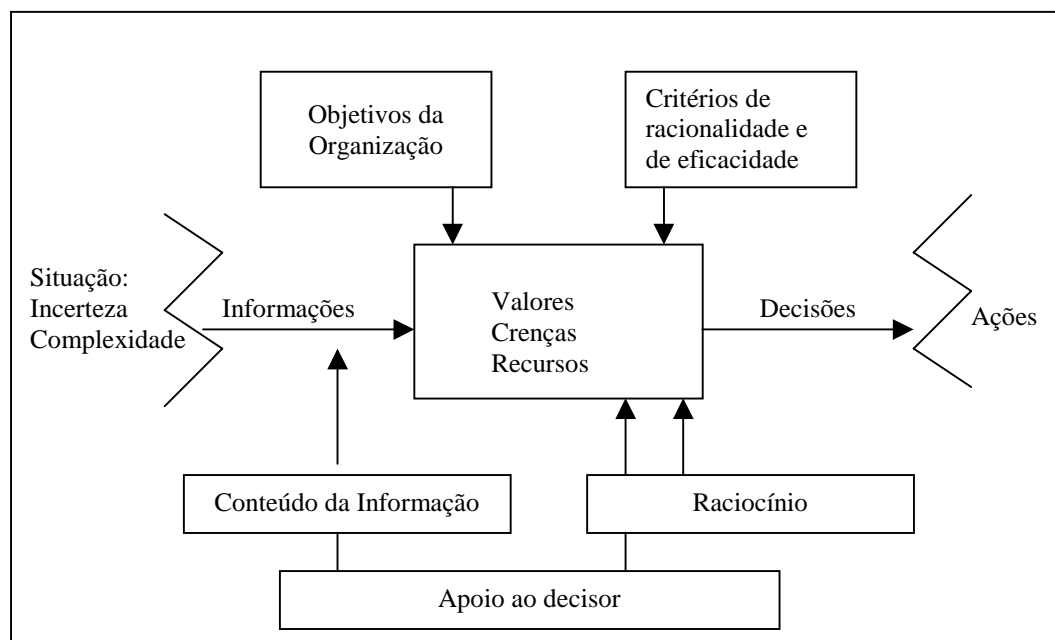 Objetivos da
Organização
Critérios de
racionalidade e
de eficacidade
Situação:
Incerteza
Complexidade
Informações
Valores
Crenças
Recursos
Decisões
Ações
Conteúdo da Informação
Raciocínio
Apoio ao decisor